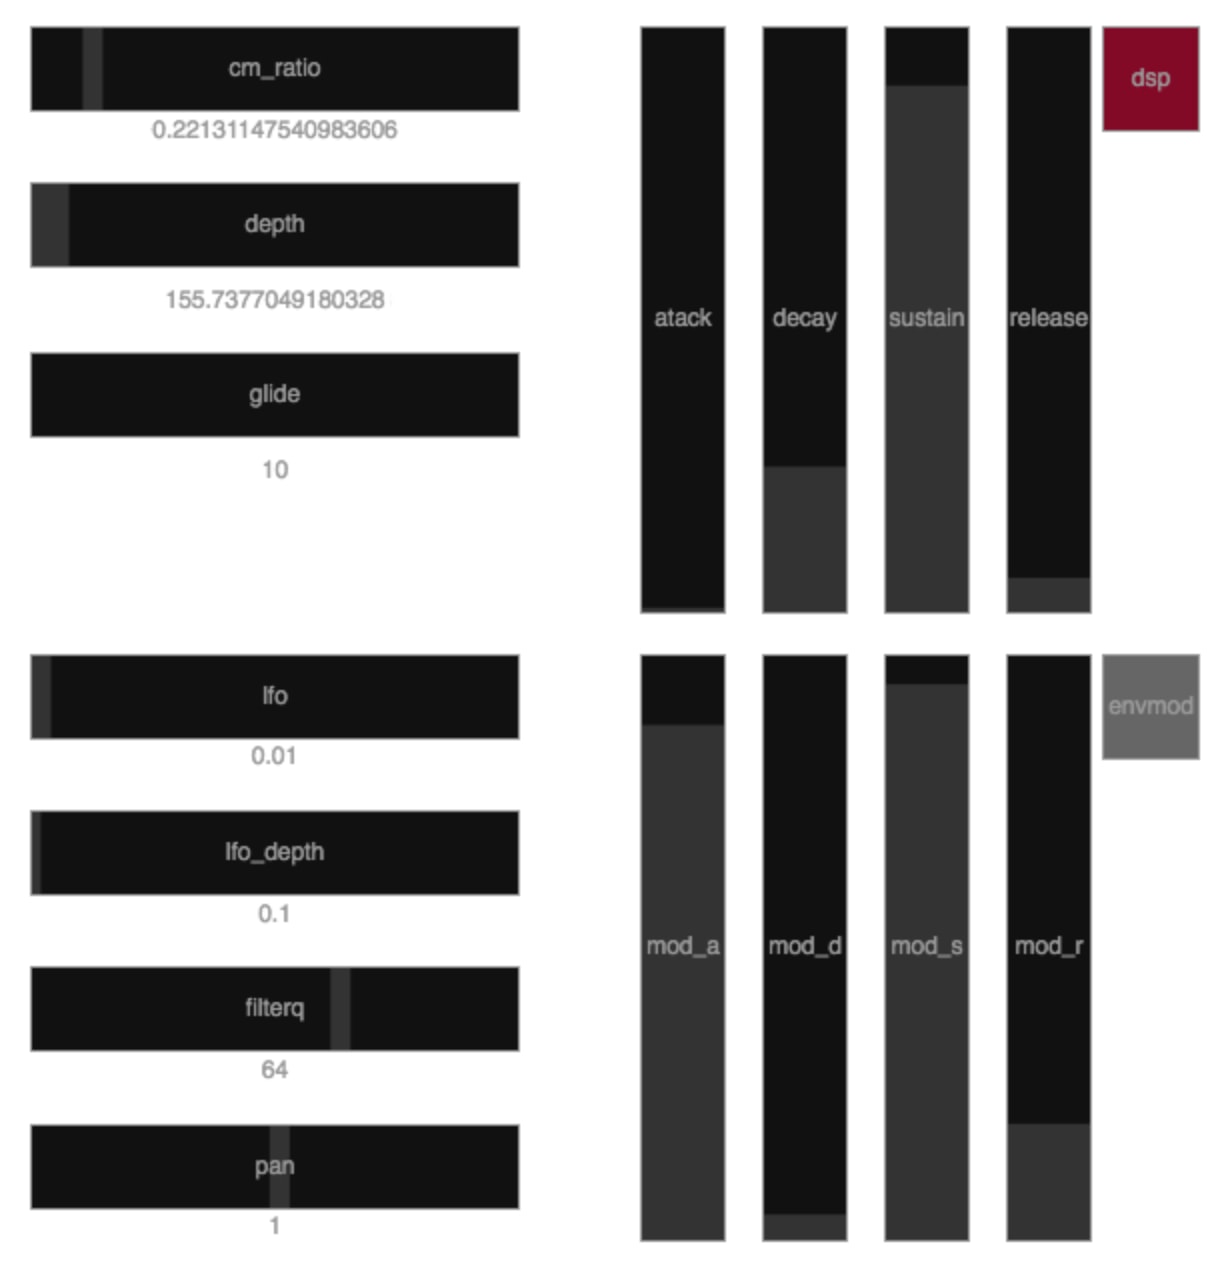 cm_ratio
0.22131147540983606
depth
155.7377049180328
glide
10
atack
decay
sustain
release
dsp
lfo
0.01
lfo_depth
0.1
filterq
64
pan
1
mod_a
mod_d
mod_s
mod_r
envmod